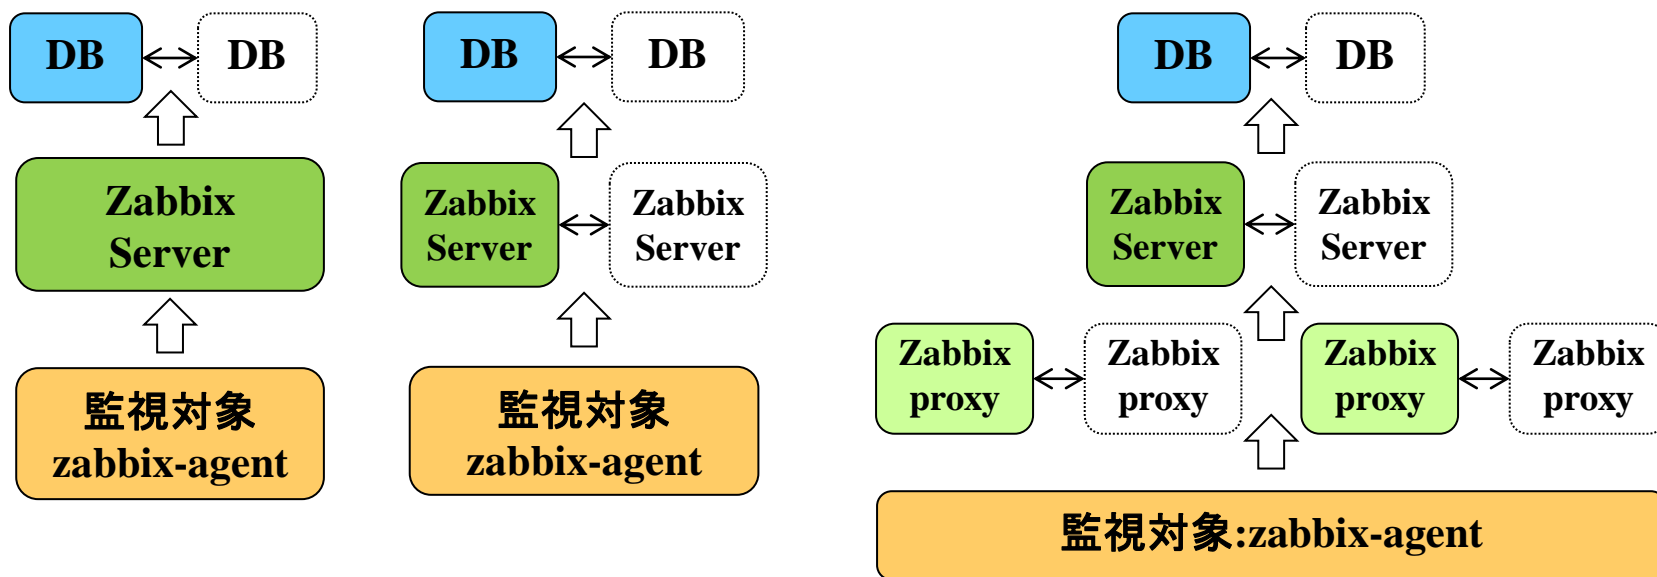 DB
DB
Zabbix
Server
監視対象
zabbix-agent
DB
DB
Zabbix
Server
Zabbix
Server
監視対象
zabbix-agent
DB
DB
Zabbix
Server
Zabbix
Server
Zabbix
proxy
Zabbix
proxy
Zabbix
proxy
Zabbix
proxy
監視対象:zabbix-agent